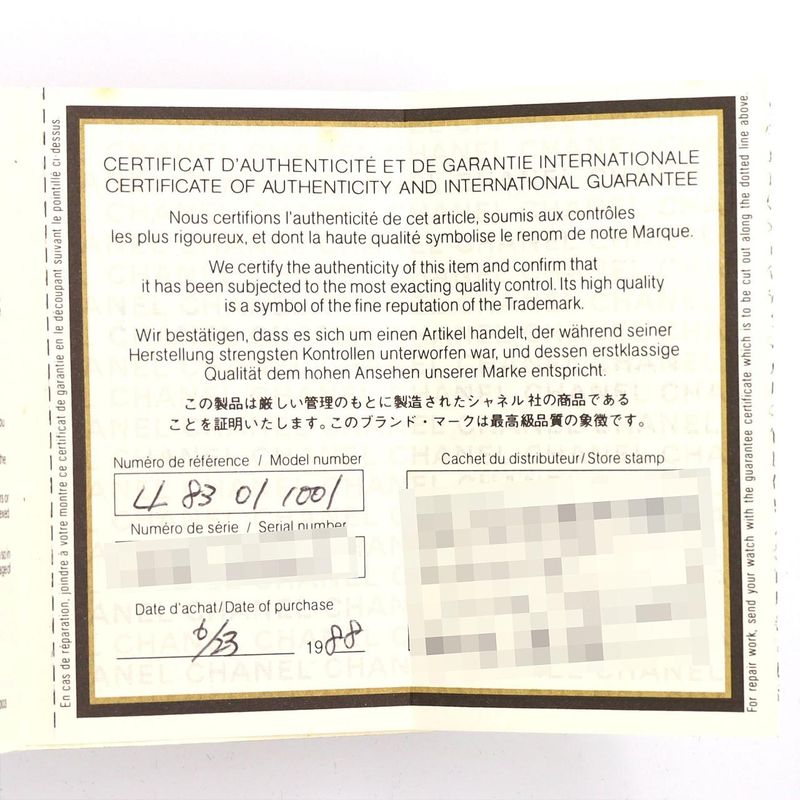 En cas de réparation, joindre à votre montre ce certificat de garantie en le découpant suivant le pointillé ci-dessus.
CERTIFICAT D'AUTHENTICITÉ ET DE GARANTIE INTERNATIONALE
CERTIFICATE OF AUTHENTICITY AND INTERNATIONAL GUARANTEE
Nous certifions l'authenticité de cet article, soumis aux contrôles
les plus rigoureux, et dont la haute qualité symbolise le renom de notre Marque.
We certify the authenticity of this item and confirm that
it has been subjected to the most exacting quality control. Its high quality
is a symbol of the fine reputation of the Trademark.
Wir bestätigen, dass es sich um einen Artikel handelt, der während seiner
Herstellung strengsten Kontrollen unterworfen war, und dessen erstklassige
Qualität dem hohen Ansehen unserer Marke entspricht.
この製品は厳しい管理のもとに製造されたシャネル社の商品である
ことを証明いたします。このブランド・マークは最高級品質の象徴です。
Numéro de référence / Model number
LL 83 01 1001
Numéro de série / Serial number
Date d'achat/Date of purchase
6/23 1988
Cachet du distributeur/Store stamp
For repair work, send your watch with the guarantee certificate which is to be cut out along the dotted line above.
CHANEL CHANEL